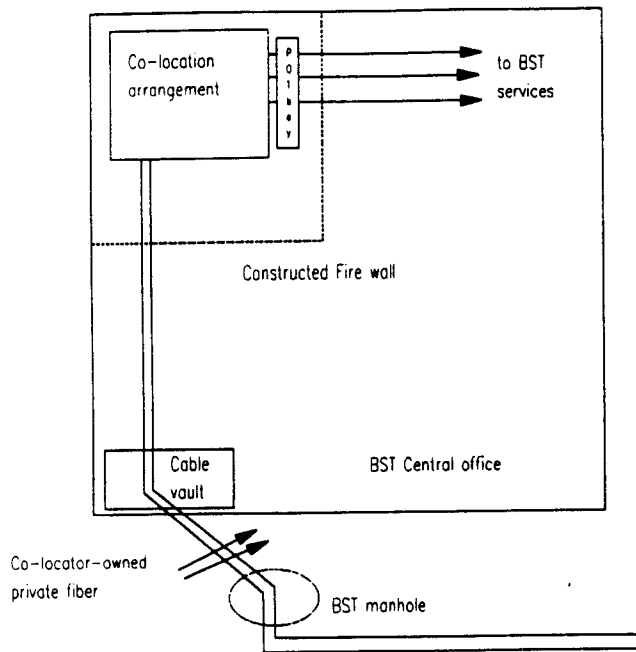 Co-location
arrangement
POT bay
to BST
services
Constructed Fire wall
Cable
vault
BST Central office
Co-locator-owned
private fiber
BST manhole